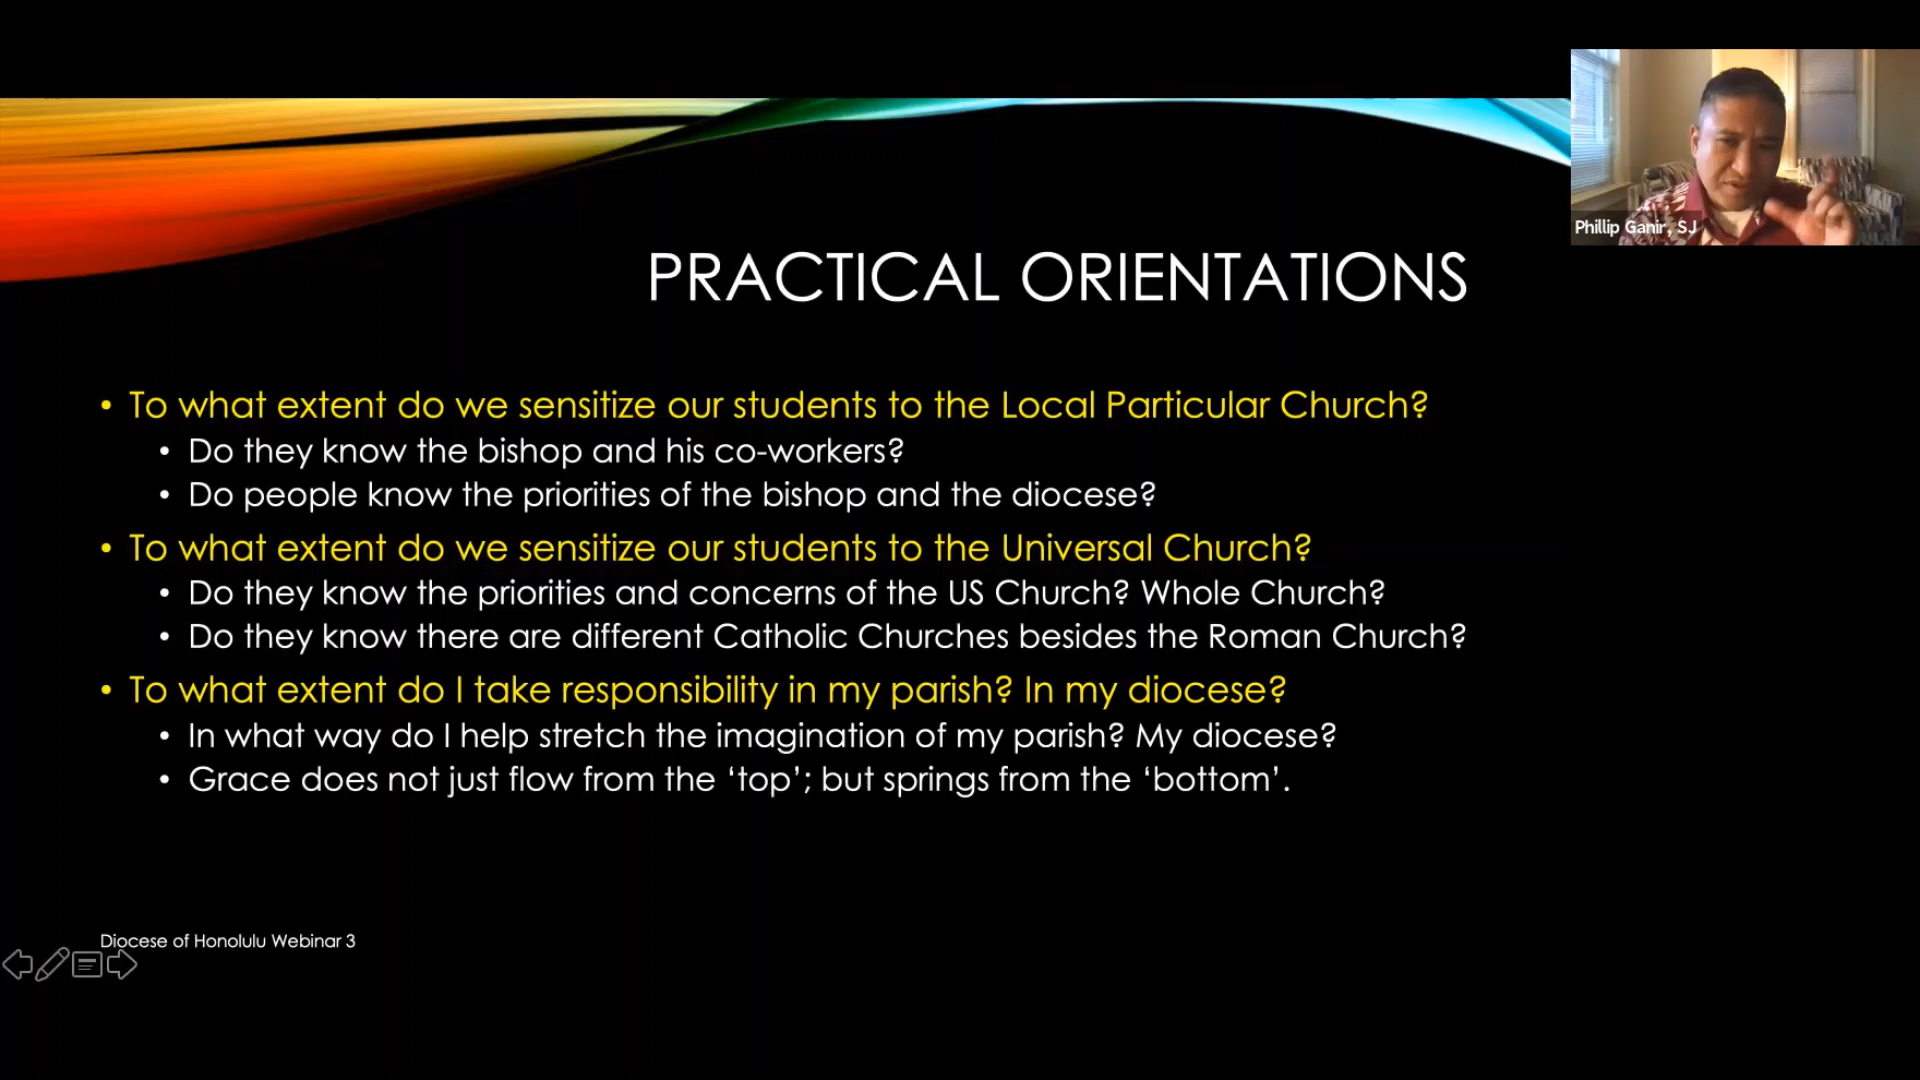 Phillip Ganir, SJ
PRACTICAL ORIENTATIONS
• To what extent do we sensitize our students to the Local Particular Church?
• Do they know the bishop and his co-workers?
• Do people know the priorities of the bishop and the diocese?
• To what extent do we sensitize our students to the Universal Church?
• Do they know the priorities and concerns of the US Church? Whole Church?
• Do they know there are different Catholic Churches besides the Roman Church?
• To what extent do I take responsibility in my parish? In my diocese?
• In what way do I help stretch the imagination of my parish? My diocese?
• Grace does not just flow from the ‘top’; but springs from the ‘bottom’.
Diocese of Honolulu Webinar 3